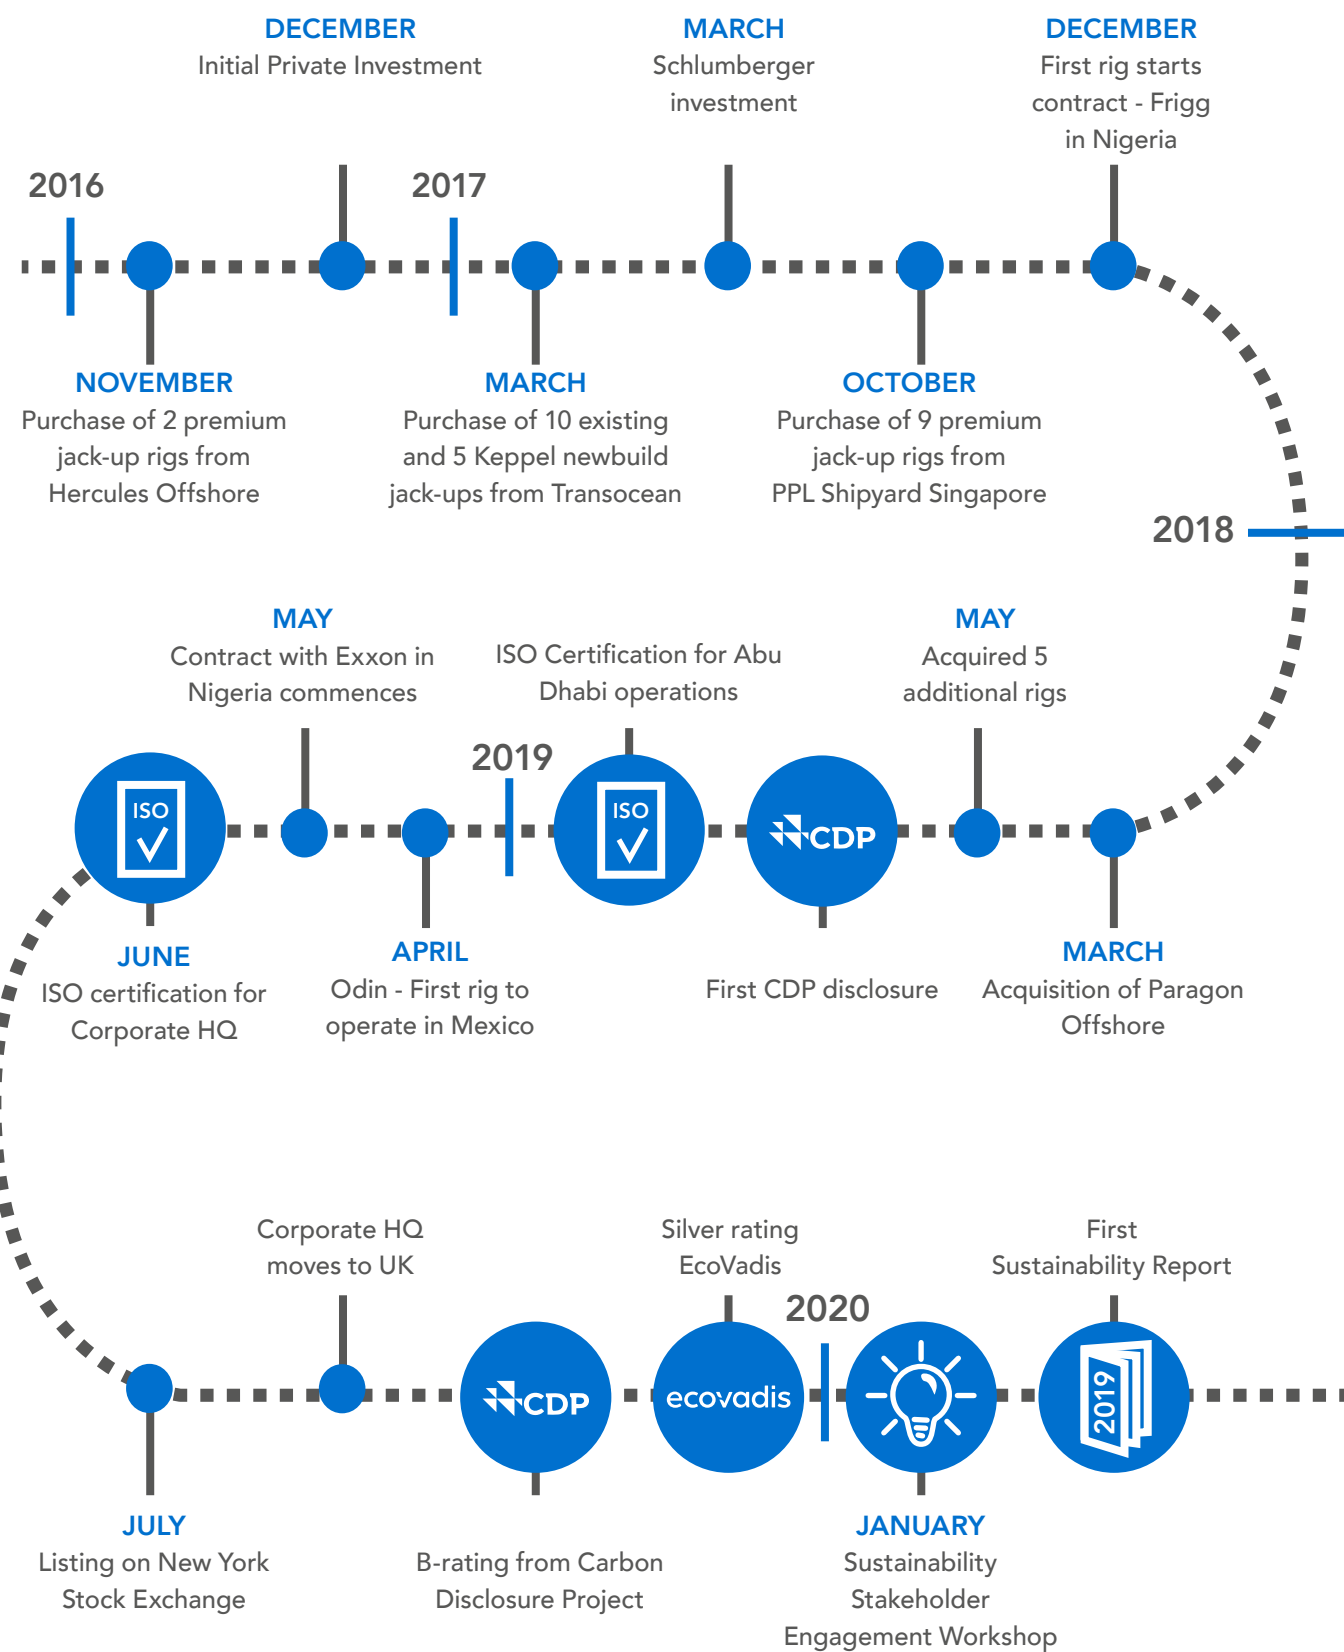 DECEMBER
Initial Private Investment
MARCH
Schlumberger
investment
DECEMBER
First rig starts
contract - Frigg
in Nigeria
2016
2017
NOVEMBER
Purchase of 2 premium
jack-up rigs from
Hercules Offshore
MARCH
Purchase of 10 existing
and 5 Keppel newbuild
jack-ups from Transocean
OCTOBER
Purchase of 9 premium
jack-up rigs from
PPL Shipyard Singapore
2018
MAY
Contract with Exxon in
Nigeria commences
ISO Certification for Abu
Dhabi operations
MAY
Acquired 5
additional rigs
2019
ISO
ISO
CDP
JUNE
ISO certification for
Corporate HQ
APRIL
Odin - First rig to
operate in Mexico
First CDP disclosure
MARCH
Acquisition of Paragon
Offshore
Corporate HQ
moves to UK
Silver rating
EcoVadis
First
Sustainability Report
2020
CDP
ecovadis
2019
JULY
Listing on New York
Stock Exchange
B-rating from Carbon
Disclosure Project
JANUARY
Sustainability
Stakeholder
Engagement Workshop